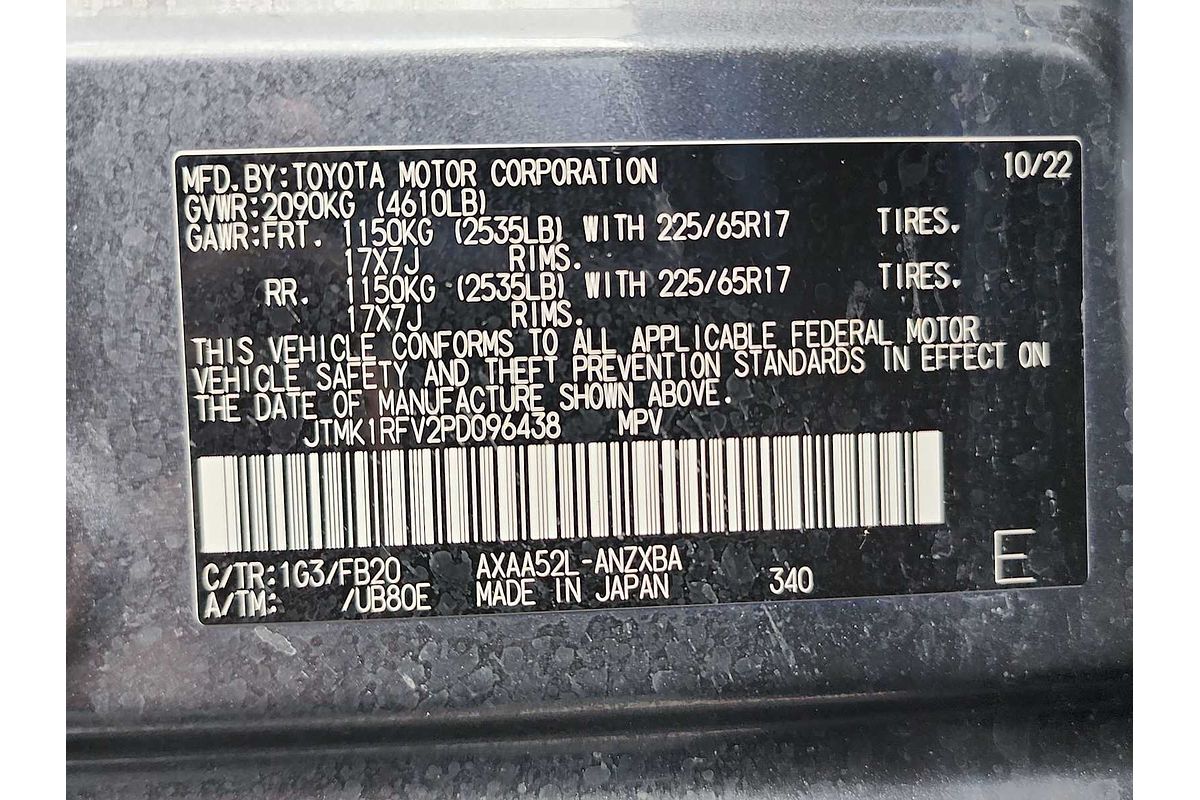 MFD.BY:TOYOTA MOTOR CORPORATION 10/22
GVWR:2090KG (4610LB)
GAWR:FRT. 1150KG (2535LB) WITH 225/65R17 TIRES.
17X7J RIMS.
RR. 1150KG (2535LB) WITH 225/65R17 TIRES.
17X7J RIMS.
THIS VEHICLE CONFORMS TO ALL APPLICABLE FEDERAL MOTOR
VEHICLE SAFETY AND THEFT PREVENTION STANDARDS IN EFFECT ON
THE DATE OF MANUFACTURE SHOWN ABOVE.
JTMK1RFV2PD096438 MPV
C/TR:1G3/FB20 AXAA52L-ANZXBA
A/TM: /UB80E MADE IN JAPAN 340 E